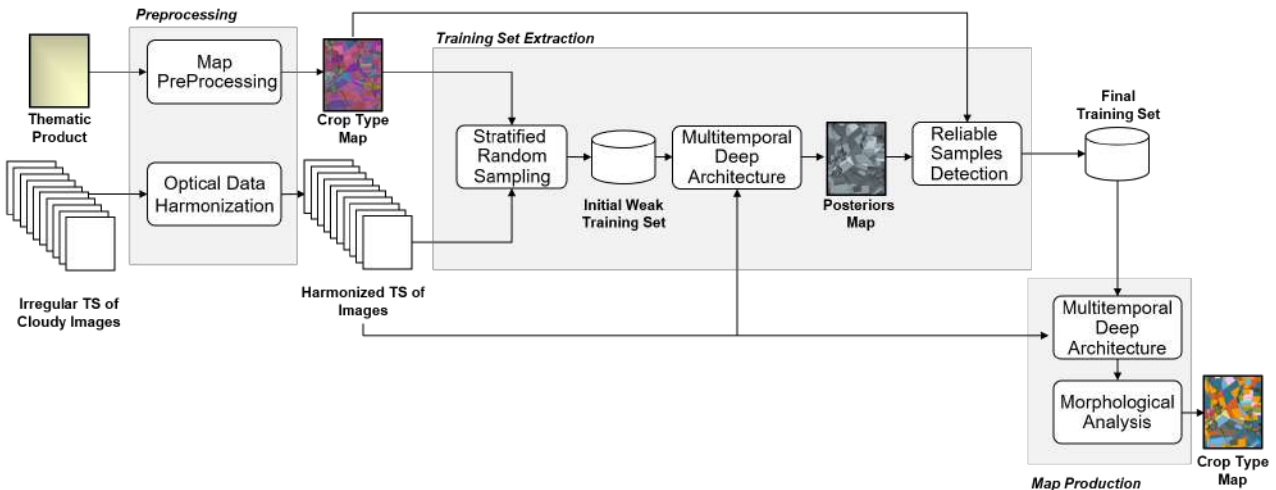 Preprocessing
Map
PreProcessing
Thematic
Product
Crop Type
Map
Optical Data
Harmonization
Irregular TS of
Cloudy Images
Harmonized TS of
Images
Training Set Extraction
Stratified
Random
Sampling
Initial Weak
Training Set
Multitemporal
Deep
Architecture
Posteriors
Map
Reliable
Samples
Detection
Final
Training Set
Multitemporal
Deep
Architecture
Morphological
Analysis
Crop Type
Map
Map Production